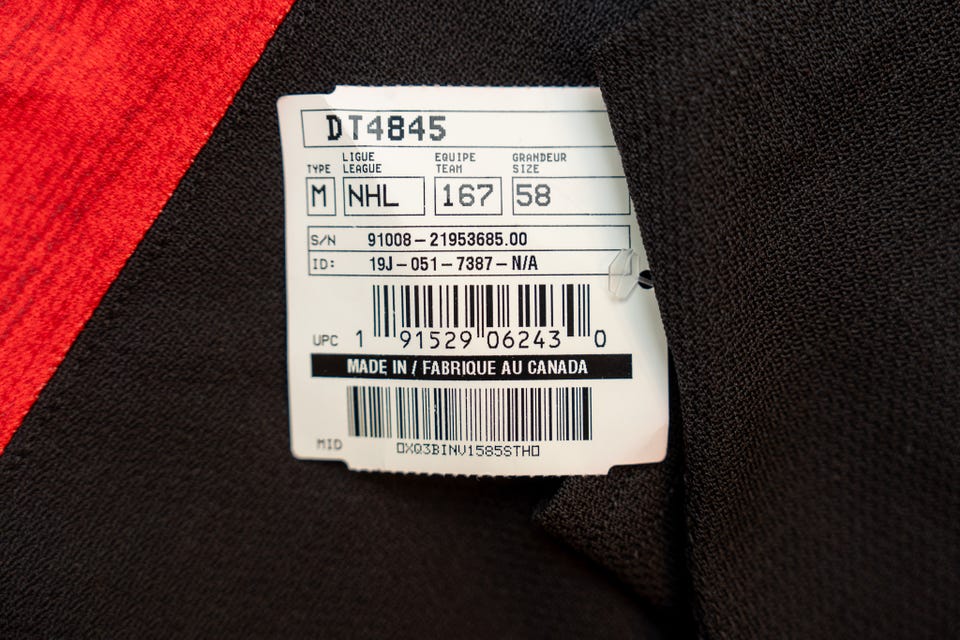 DT4845
TYPE LIGUE LEAGUE EQUIPE TEAM GRANDEUR SIZE
M NHL 167 58
S/N 91008-21953685.00
ID: 19J-051-7387-N/A
UPC 1 91529 06243 0
MADE IN / FABRIQUE AU CANADA
MID 0XQ3BINV1585STH0